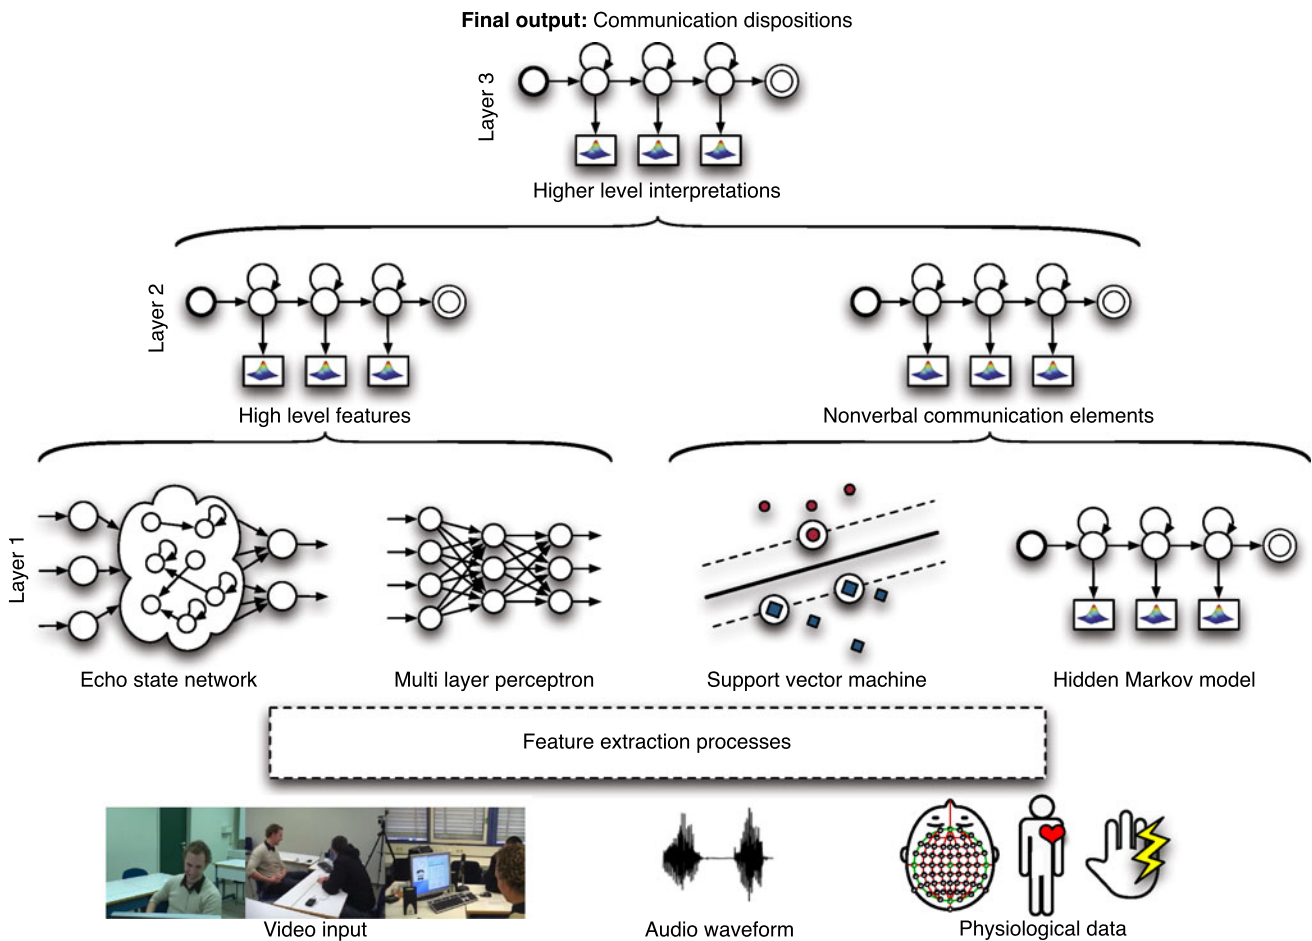 Final output: Communication dispositions
Layer 3
Higher level interpretations
Layer 2
High level features
Nonverbal communication elements
Layer 1
Echo state network
Multi layer perceptron
Support vector machine
Hidden Markov model
Feature extraction processes
Video input
Audio waveform
Physiological data